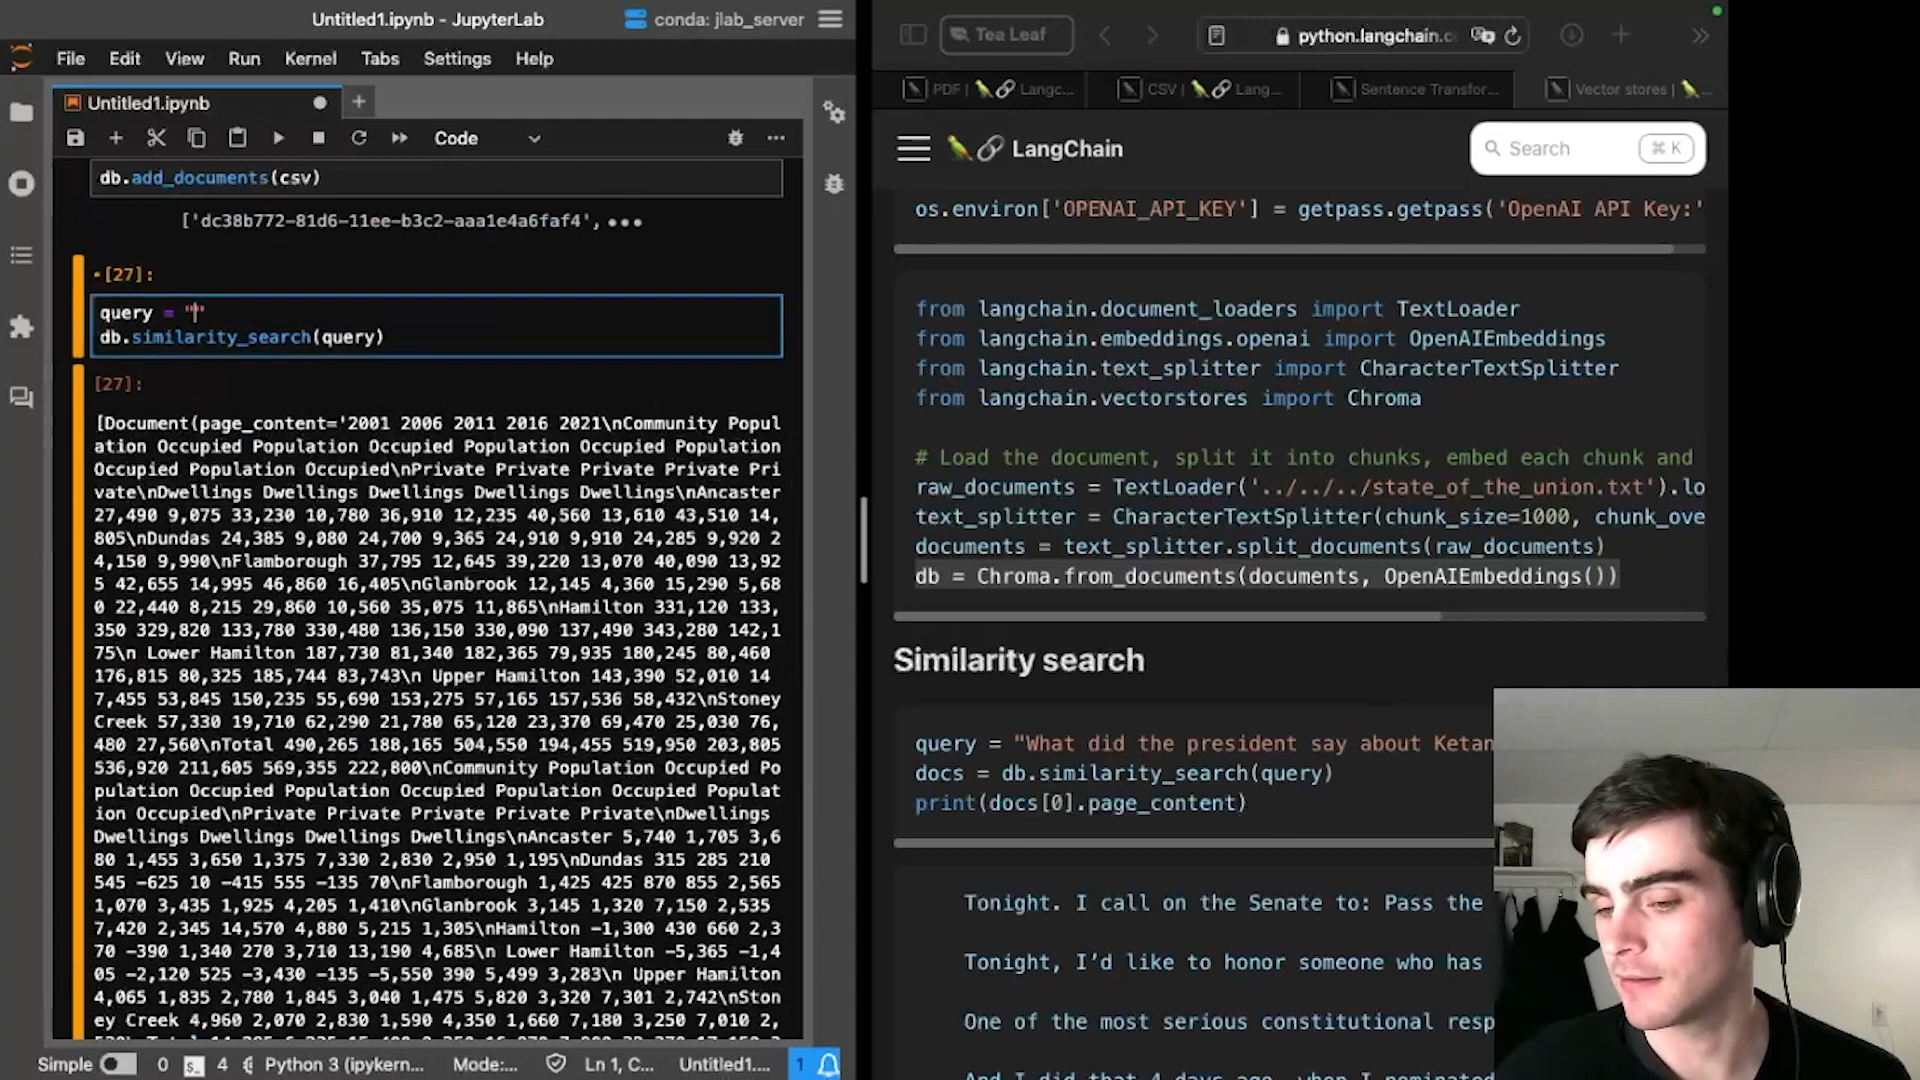 Untitled1.ipynb - JupyterLab
conda: jlab_server
File Edit View Run Kernel Tabs Settings Help
Untitled1.ipynb
Code
db.add_documents(csv)
['dc38b772-81d6-11ee-b3c2-aaa1e4a6faf4',
[27]:
query = ""
db.similarity_search(query)
[27]:
[Document(page_content='2001 2006 2011 2016 2021\nCommunity Popul
ation Occupied Population Occupied Population Occupied Population
Occupied Population Occupied\nPrivate Private Private Private Pri
vate\nDwellings Dwellings Dwellings Dwellings Dwellings\nAncaster
27,490 9,075 33,230 10,780 36,910 12,235 40,560 13,610 43,510 14,
805\nDundas 24,385 9,080 24,700 9,365 24,910 9,910 24,285 9,920 2
4,150 9,990\nFlamborough 37,795 12,645 39,220 13,070 40,090 13,92
5 42,655 14,995 46,860 16,405\nGlanbrook 12,145 4,360 15,290 5,68
0 22,440 8,215 29,860 10,560 35,075 11,865\nHamilton 331,120 133,
350 329,820 133,780 330,480 136,150 330,090 137,490 343,280 142,1
75\n Lower Hamilton 187,730 81,340 182,365 79,935 180,245 80,460
176,815 80,325 185,744 83,743\n Upper Hamilton 143,390 52,010 14
7,455 53,845 150,235 55,690 153,275 57,165 157,536 58,432\nStoney
Creek 57,330 19,710 62,290 21,780 65,120 23,370 69,470 25,030 76,
480 27,560\nTotal 490,265 188,165 504,550 194,455 519,950 203,805
536,920 211,605 569,355 222,800\nCommunity Population Occupied Po
pulation Occupied Population Occupied Population Occupied Populat
ion Occupied\nPrivate Private Private Private Private\nDwellings
Dwellings Dwellings Dwellings Dwellings\nAncaster 5,740 1,705 3,6
80 1,455 3,650 1,375 7,330 2,830 2,950 1,195\nDundas 315 285 210
545 -625 10 -415 555 -135 70\nFlamborough 1,425 425 870 855 2,565
1,070 3,435 1,925 4,205 1,410\nGlanbrook 3,145 1,320 7,150 2,535
7,420 2,345 14,570 4,880 5,215 1,305\nHamilton -1,300 430 660 2,3
70 -390 1,340 270 3,710 13,190 4,685\n Lower Hamilton -5,365 -1,4
05 -2,120 525 -3,430 -135 -5,550 390 5,499 3,283\n Upper Hamilton
4,065 1,835 2,780 1,845 3,040 1,475 5,820 3,320 7,301 2,742\nSton
ey Creek 4,960 2,070 2,830 1,590 4,350 1,660 7,180 3,250 7,010 2,
Simple 0 4 Python 3 (ipykern... Mode:... Ln 1, C... Untitled1.... 1
Tea Leaf
python.langchain.c
PDF | Langc...
CSV | Lang...
Sentence Transfor...
Vector stores | ...
LangChain
Search ⌘ K
os.environ['OPENAI_API_KEY'] = getpass.getpass('OpenAI API Key:'
from langchain.document_loaders import TextLoader
from langchain.embeddings.openai import OpenAIEmbeddings
from langchain.text_splitter import CharacterTextSplitter
from langchain.vectorstores import Chroma
# Load the document, split it into chunks, embed each chunk and
raw_documents = TextLoader('../../../state_of_the_union.txt').lo
text_splitter = CharacterTextSplitter(chunk_size=1000, chunk_ove
documents = text_splitter.split_documents(raw_documents)
db = Chroma.from_documents(documents, OpenAIEmbeddings())
Similarity search
query = "What did the president say about Ketan
docs = db.similarity_search(query)
print(docs[0].page_content)
Tonight. I call on the Senate to: Pass the
Tonight, I'd like to honor someone who has
One of the most serious constitutional resp
And I did that 4 days ago, when I nominated